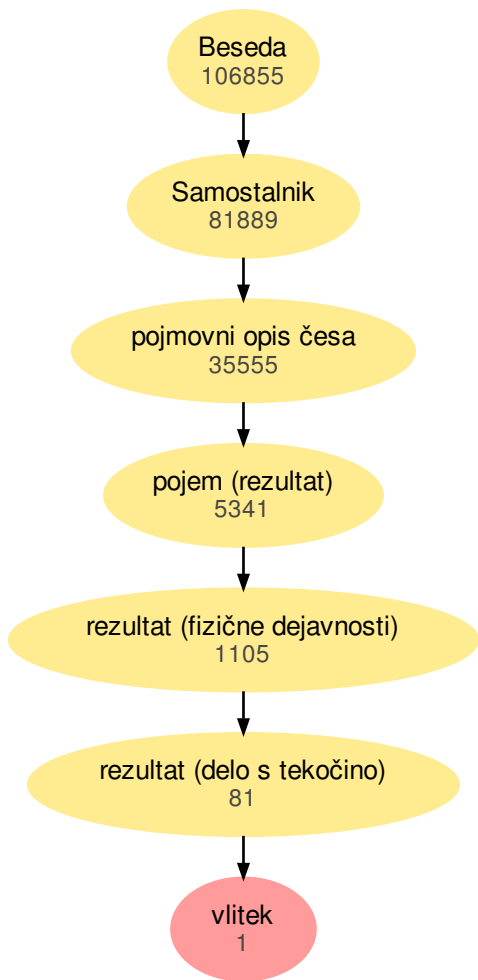 Beseda
106855
Samostalnik
81889
pojmovni opis česa
35555
pojem (rezultat)
5341
rezultat (fizične dejavnosti)
1105
rezultat (delo s tekočino)
81
vlitek
1